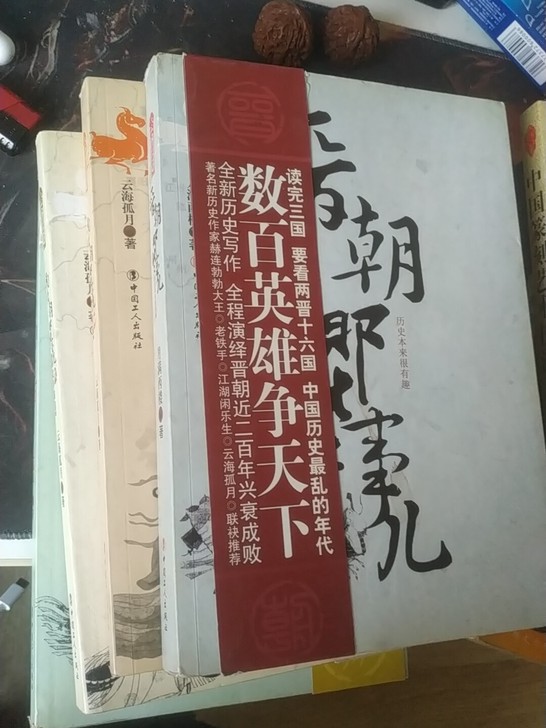 晋朝那些事儿
历史本来很有趣
读完三国 要看两晋十六国 中国历史最乱的年代
数百英雄争天下
全新历史写作 全程演绎晋朝近二百年兴衰成败
著名新历史作家赫连勃勃大王◎老铁手◎江湖闲乐生◎云海孤月◎联袂推荐
云海孤月●著
中国工人出版社